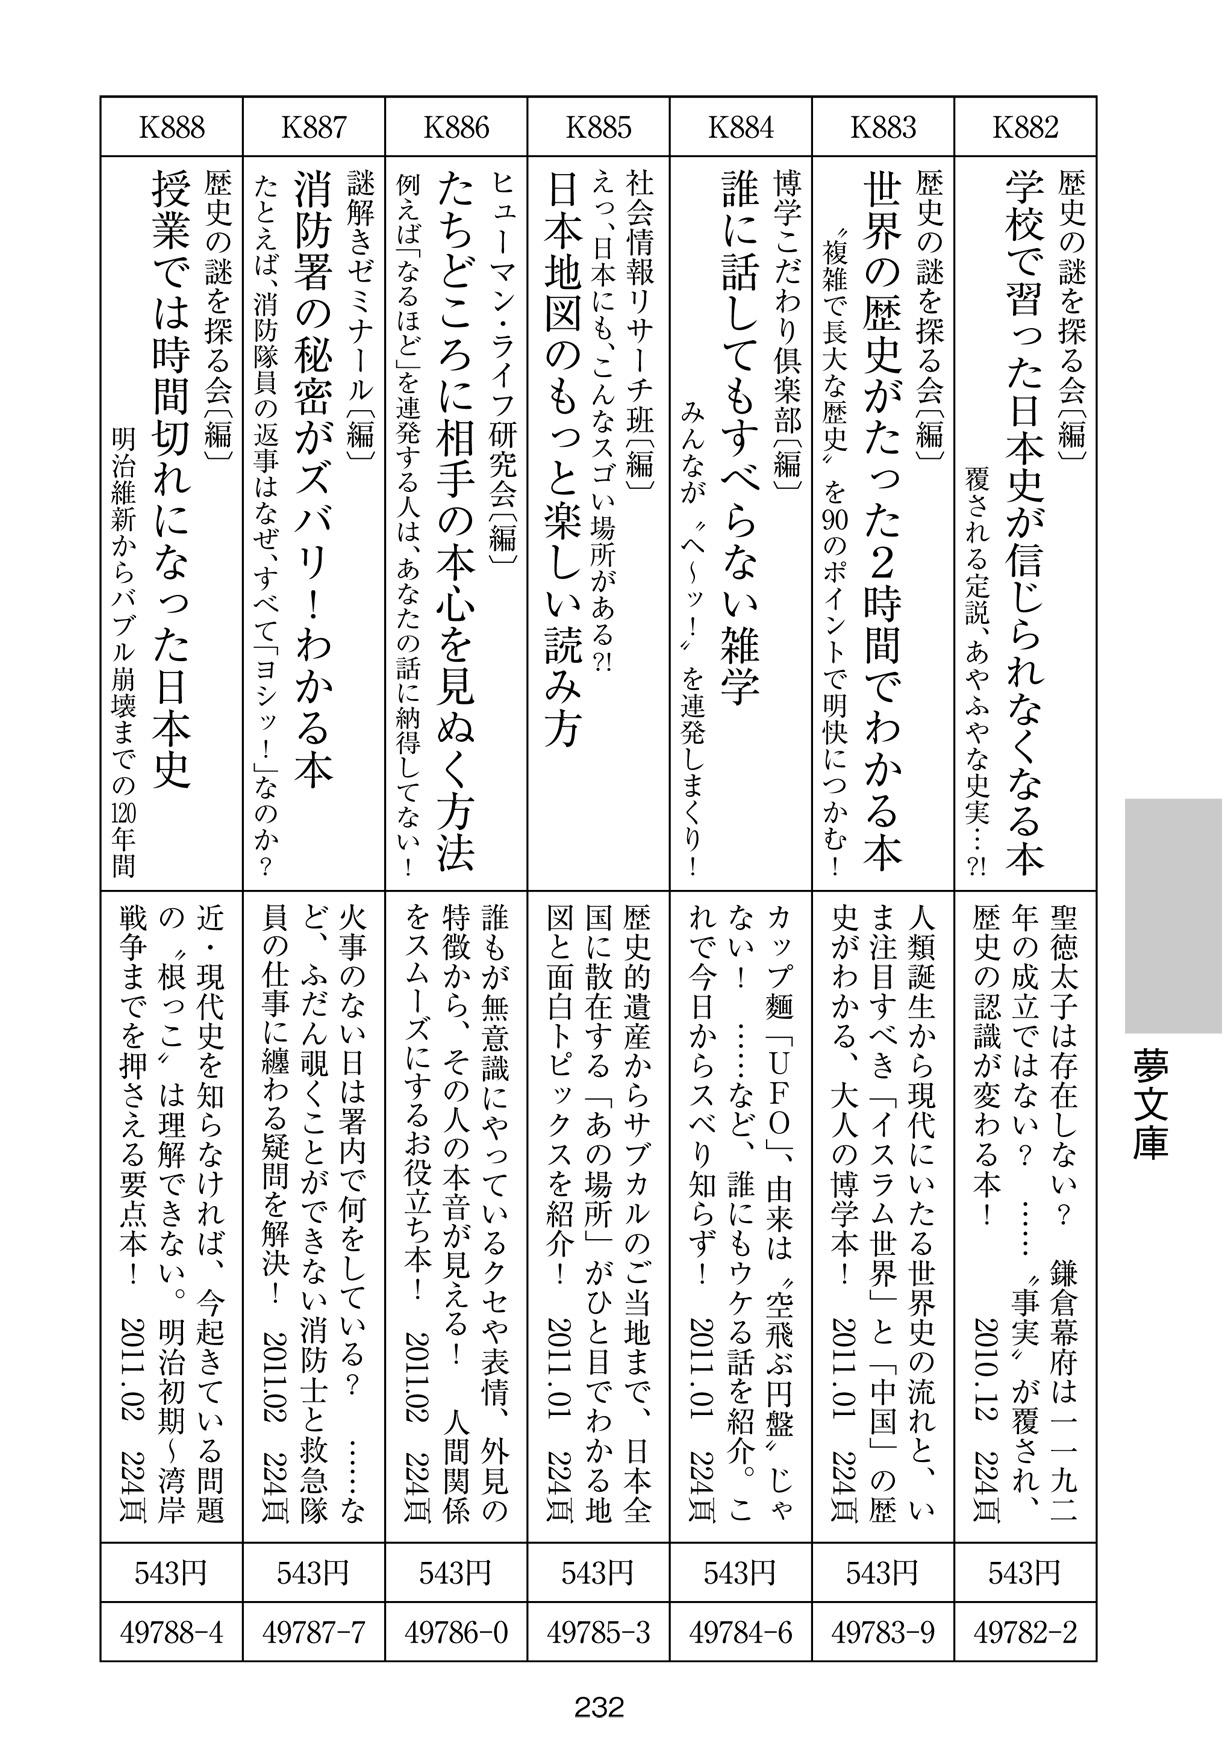 夢文庫
K882
歴史の謎を探る会〔編〕
学校で習った日本史が信じられなくなる本
覆される定説、あやふやな史実…?!
聖徳太子は存在しない? 鎌倉幕府は一一九二
年の成立ではない? ……〝事実〟が覆され、
歴史の認識が変わる本! 2010.12 224頁
543円
49782-2
K883
歴史の謎を探る会〔編〕
世界の歴史がたった2時間でわかる本
〝複雑で長大な歴史〟を90のポイントで明快につかむ!
人類誕生から現代にいたる世界史の流れと、い
ま注目すべき「イスラム世界」と「中国」の歴
史がわかる、大人の博学本! 2011.01 224頁
543円
49783-9
K884
博学こだわり倶楽部〔編〕
誰に話してもすべらない雑学
みんなが〝へ~ッ!〟を連発しまくり!
カップ麵「UFO」、由来は〝空飛ぶ円盤〟じゃ
ない! ……など、誰にもウケる話を紹介。こ
れで今日からスベり知らず! 2011.01 224頁
543円
49784-6
K885
社会情報リサーチ班〔編〕
えっ、日本にも、こんなスゴい場所がある?!
日本地図のもっと楽しい読み方
歴史的遺産からサブカルのご当地まで、日本全
国に散在する「あの場所」がひと目でわかる地
図と面白トピックスを紹介! 2011.01 224頁
543円
49785-3
K886
ヒューマン・ライフ研究会〔編〕
たちどころに相手の本心を見ぬく方法
例えば「なるほど」を連発する人は、あなたの話に納得してない!
誰もが無意識にやっているクセや表情、外見の
特徴から、その人の本音が見える! 人間関係
をスムーズにするお役立ち本! 2011.02 224頁
543円
49786-0
K887
謎解きゼミナール〔編〕
消防署の秘密がズバリ!わかる本
たとえば、消防隊員の返事はなぜ、すべて「ヨシッ!」なのか?
火事のない日は署内で何をしている? ……な
ど、ふだん覗くことができない消防士と救急隊
員の仕事に纏わる疑問を解決! 2011.02 224頁
543円
49787-7
K888
歴史の謎を探る会〔編〕
授業では時間切れになった日本史
明治維新からバブル崩壊までの120年間
近・現代史を知らなければ、今起きている問題
の〝根っこ〟は理解できない。明治初期~湾岸
戦争までを押さえる要点本! 2011.02 224頁
543円
49788-4
232